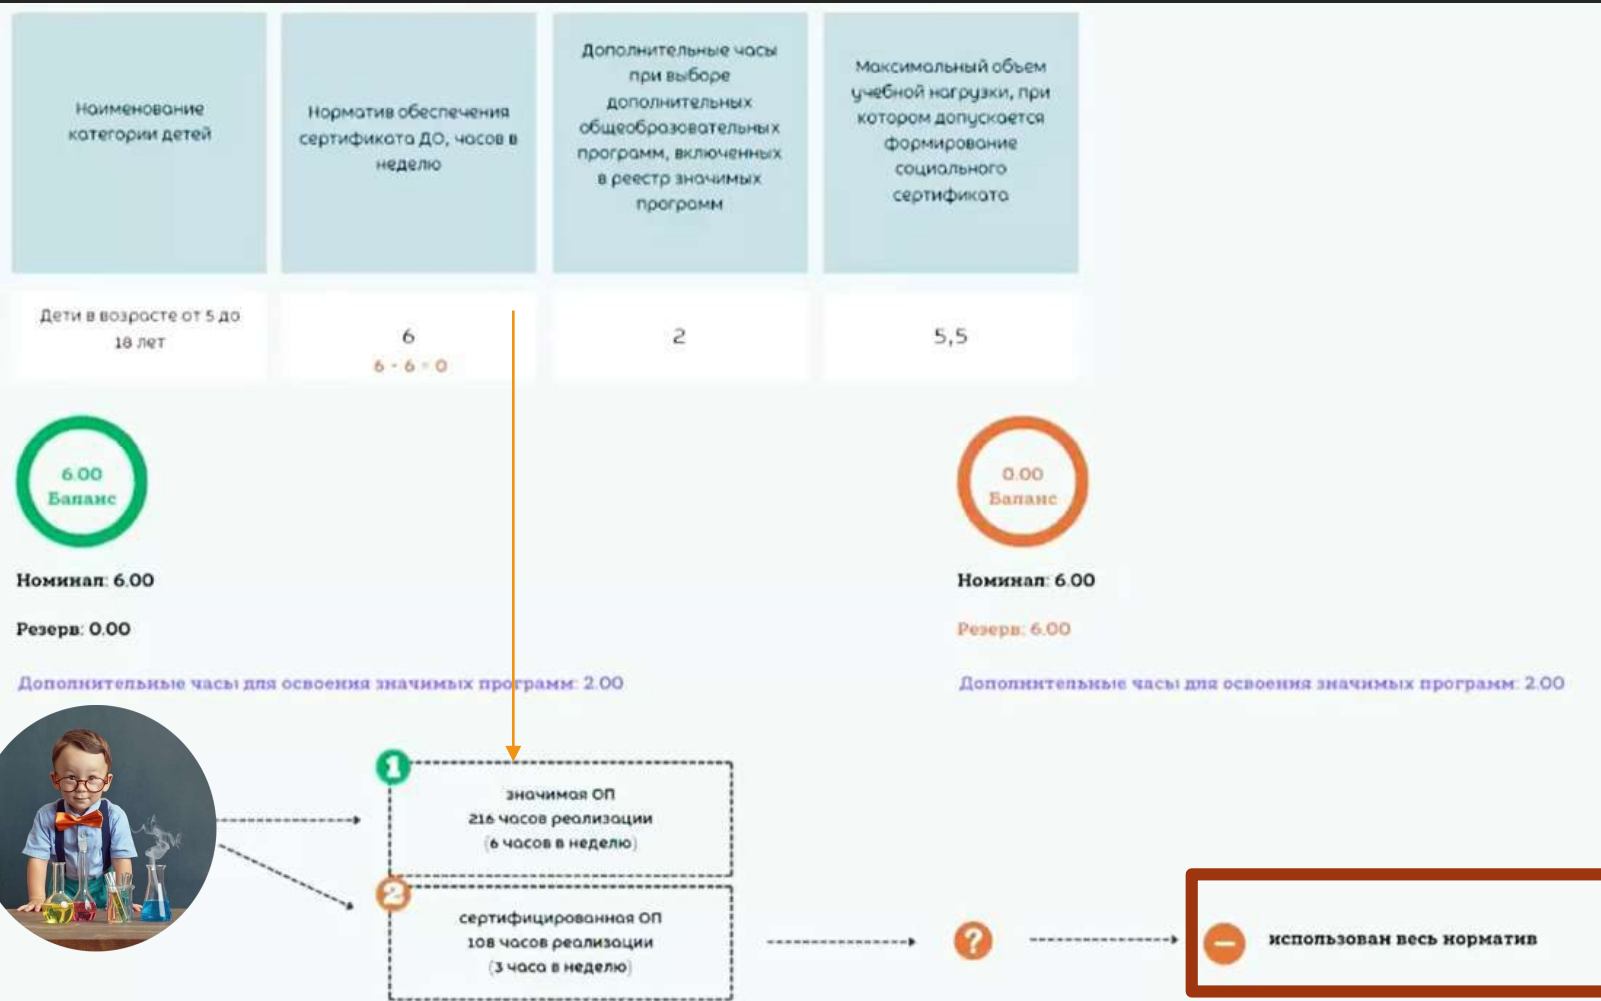 Наименование
категории детей
Норматив обеспечения
сертификата ДО, часов в
неделю
Дополнительные часы
при выборе
дополнительных
общеобразовательных
программ, включенных
в реестр значимых
программ
Максимальный объем
учебной нагрузки, при
котором допускается
формирование
социального
сертификата
Дети в возрасте от 5 до
18 лет
6
6 - 6 = 0
2
5,5
6.00
Баланс
Номинал: 6.00
Резерв: 0.00
Дополнительные часы для освоения значимых программ: 2.00
0.00
Баланс
Номинал: 6.00
Резерв: 6.00
Дополнительные часы для освоения значимых программ: 2.00
1
значимая ОП
216 часов реализации
(6 часов в неделю)
2
сертифицированная ОП
108 часов реализации
(3 часа в неделю)
?
использован весь норматив